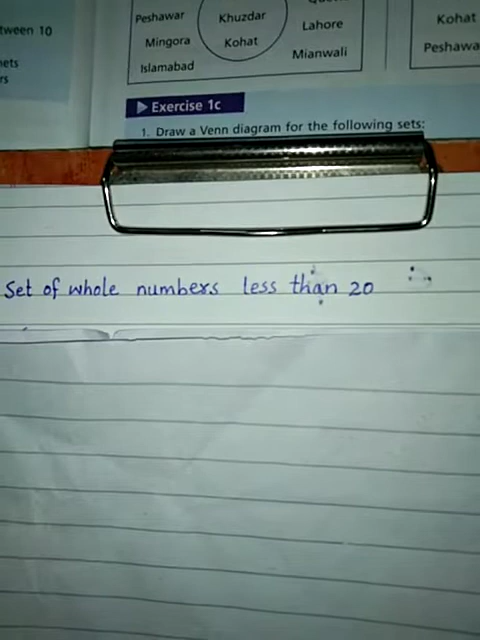 tween 10
nets
rs
Peshawar
Mingora
Islamabad
Khuzdar
Kohat
Lahore
Mianwali
Kohat
Peshawa
Exercise 1c
1. Draw a Venn diagram for the following sets:
Set of whole numbers less than 20